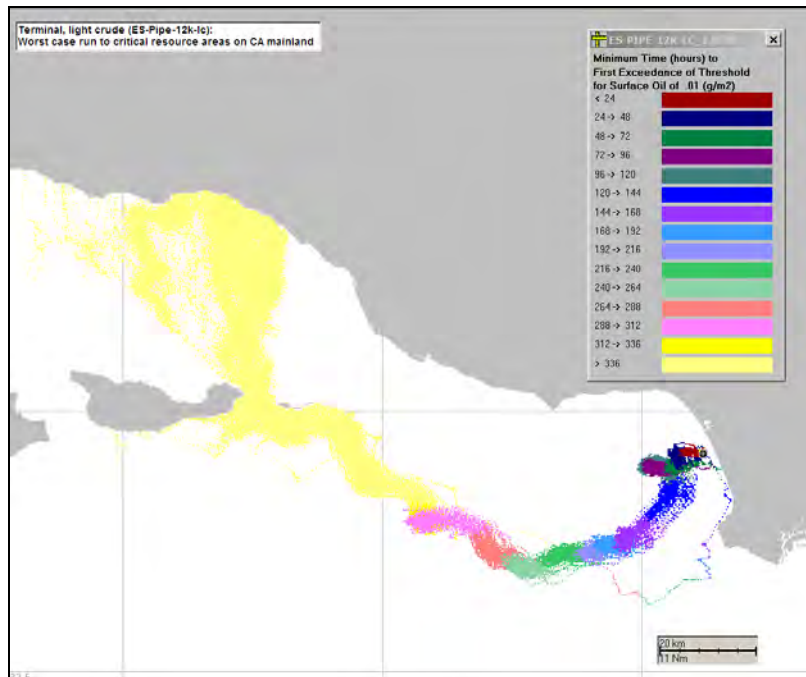 Terminal, light crude (ES-Pipe-12k-lc):
Worst case run to critical resource areas on CA mainland
Minimum Time (hours) to
First Exceedance of Threshold
for Surface Oil of .01 (g/m2)
< 24
24-> 48
48-> 72
72-> 96
96-> 120
120-> 144
144-> 168
168-> 192
192-> 216
216-> 240
240-> 264
264-> 288
288-> 312
312-> 336
> 336
20 km
11 Nm